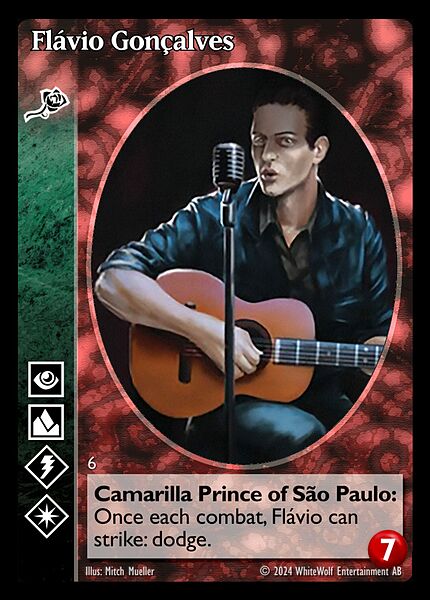 Flávio Gonçalves
6
Camarilla Prince of São Paulo:
Once each combat, Flávio can
strike: dodge.
7
Illus: Mitch Mueller © 2024 WhiteWolf Entertainment AB